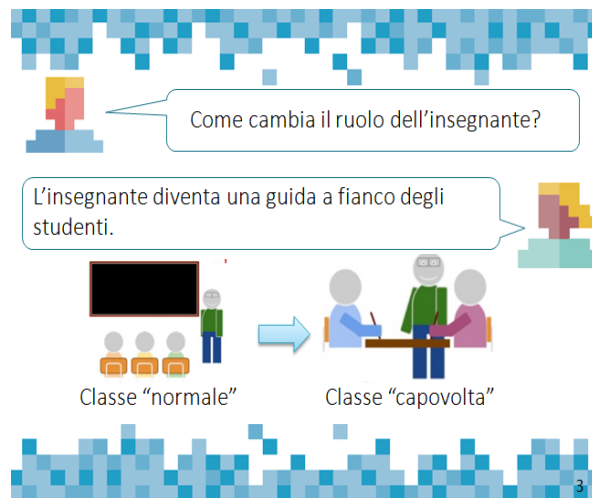 Come cambia il ruolo dell'insegnante?
L'insegnante diventa una guida a fianco degli
studenti.
Classe “normale”
Classe “capovolta”
3